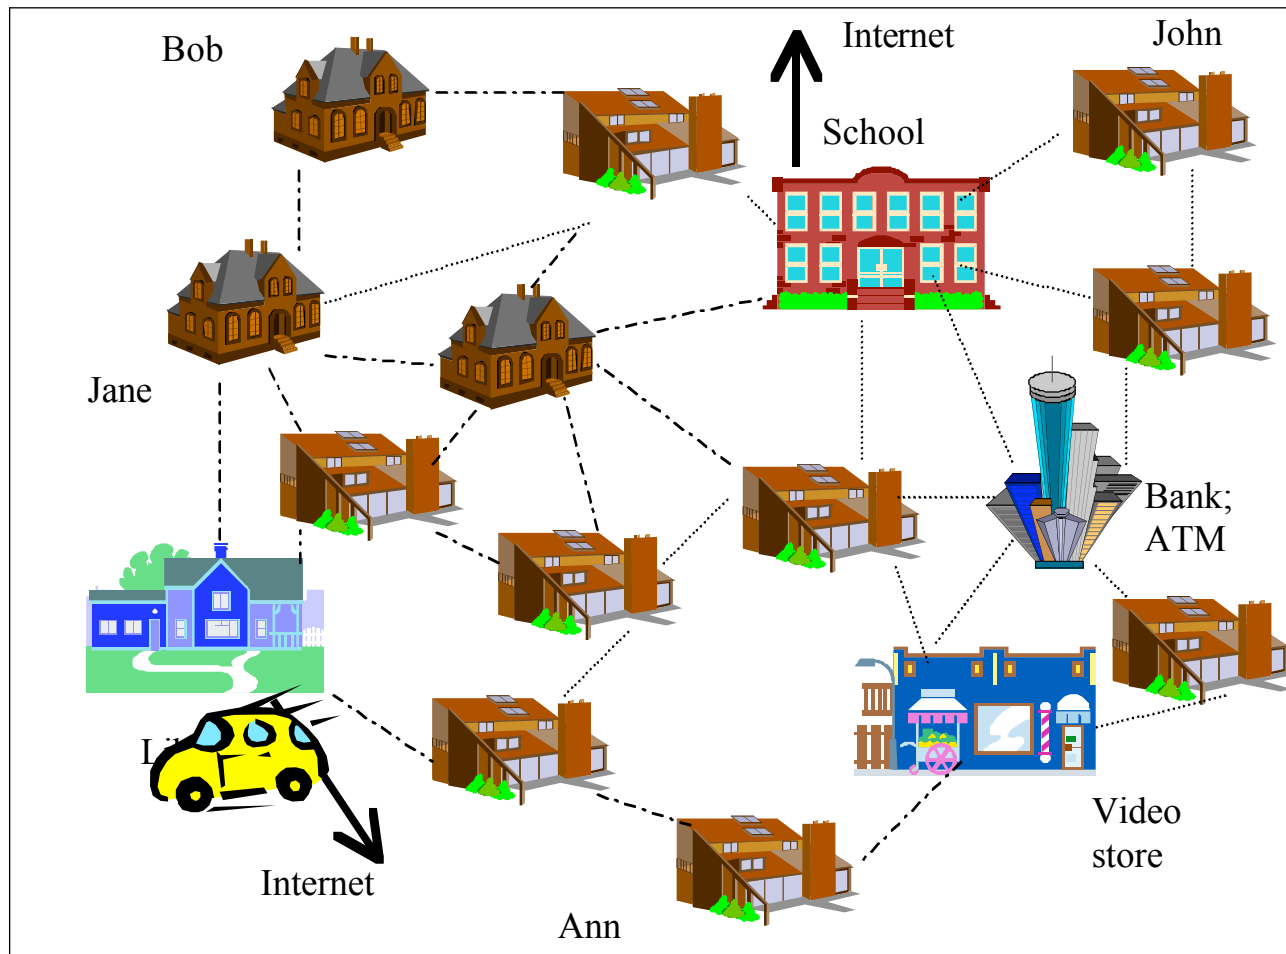 Bob
Internet
John
School
Jane
Bank;
ATM
Video
store
Internet
Ann